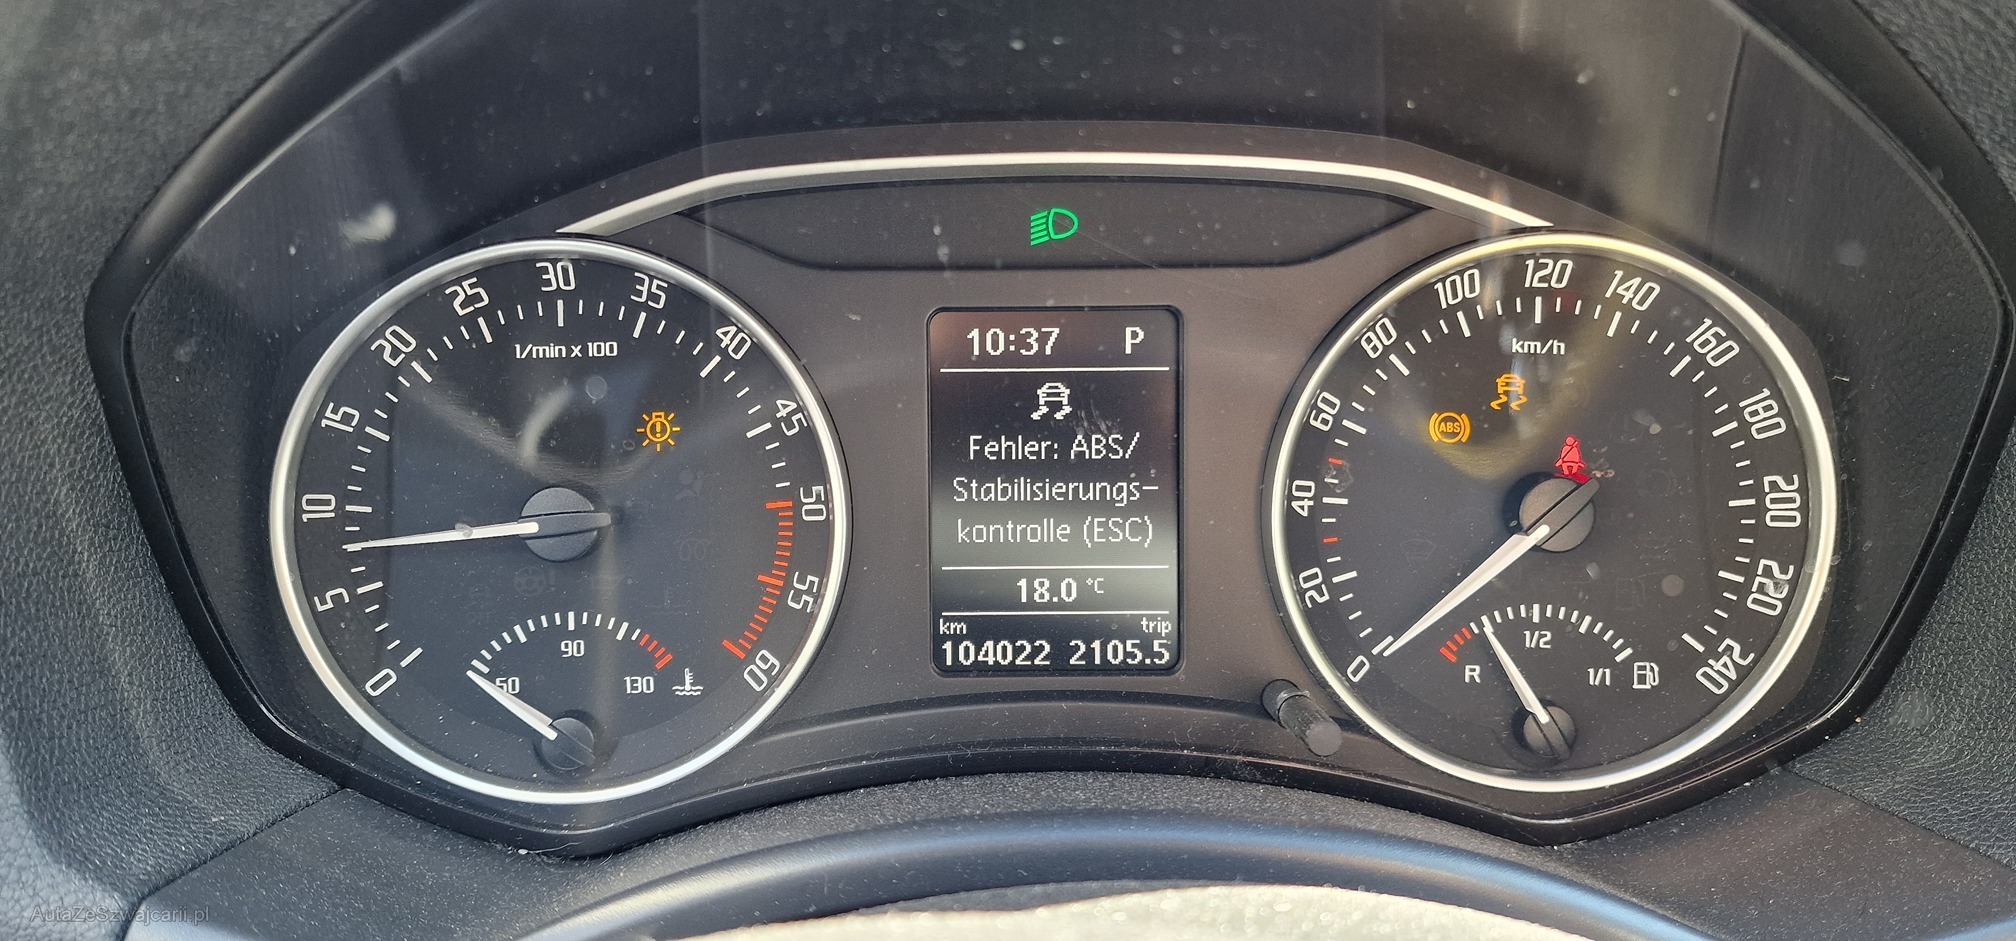 10:37 P
Fehler: ABS/
Stabilisierungs-
kontrolle (ESC)
18.0 °C
km trip
104022 2105.5
0 5 10 15 20 25 30 35 40 45 50 55 60
1/min x 100
50 90 130
0 20 40 60 80 100 120 140 160 180 200 220 240
km/h
ABS
R 1/2 1/1
AutaZeSzwajcarii.pl